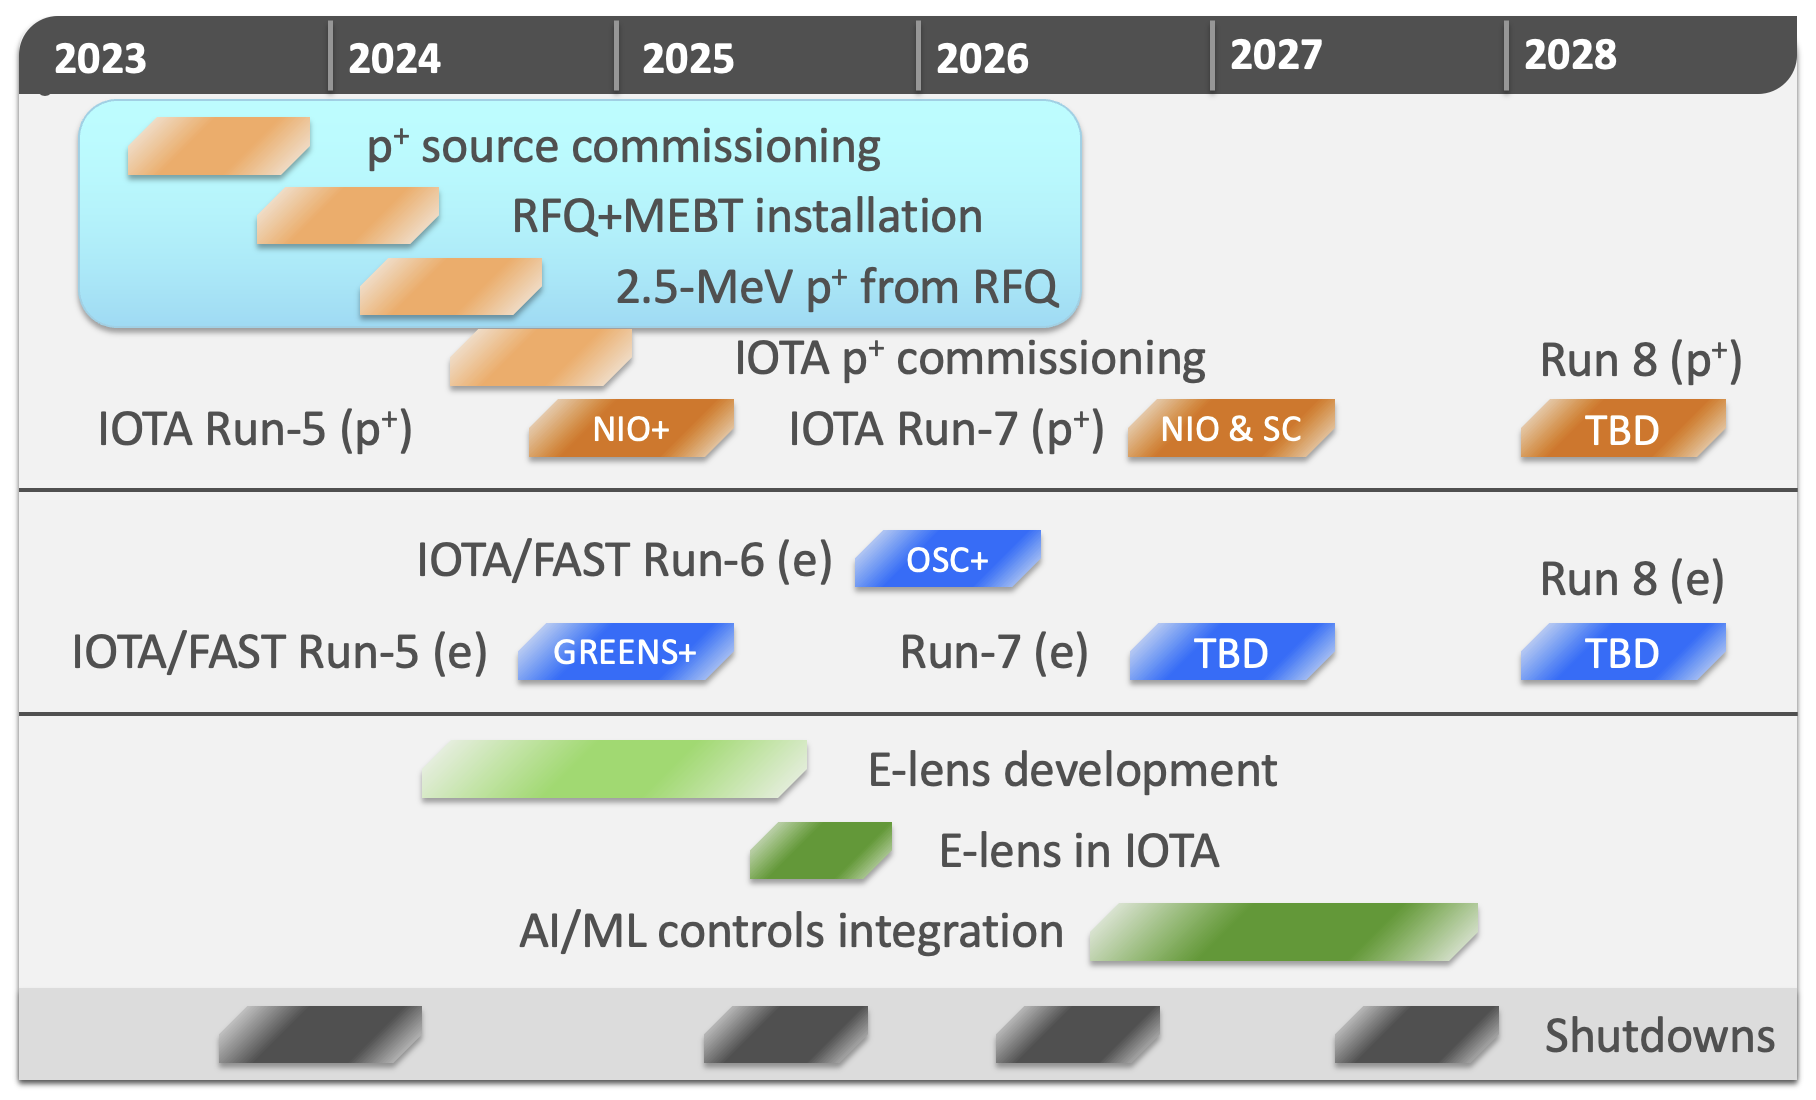 2023 2024 2025 2026 2027 2028
p⁺ source commissioning
RFQ+MEBT installation
2.5-MeV p⁺ from RFQ
IOTA p⁺ commissioning
Run 8 (p⁺)
IOTA Run-5 (p⁺) NIO+ IOTA Run-7 (p⁺) NIO & SC TBD
IOTA/FAST Run-6 (e) OSC+
Run 8 (e)
IOTA/FAST Run-5 (e) GREENS+ Run-7 (e) TBD TBD
E-lens development
E-lens in IOTA
AI/ML controls integration
Shutdowns